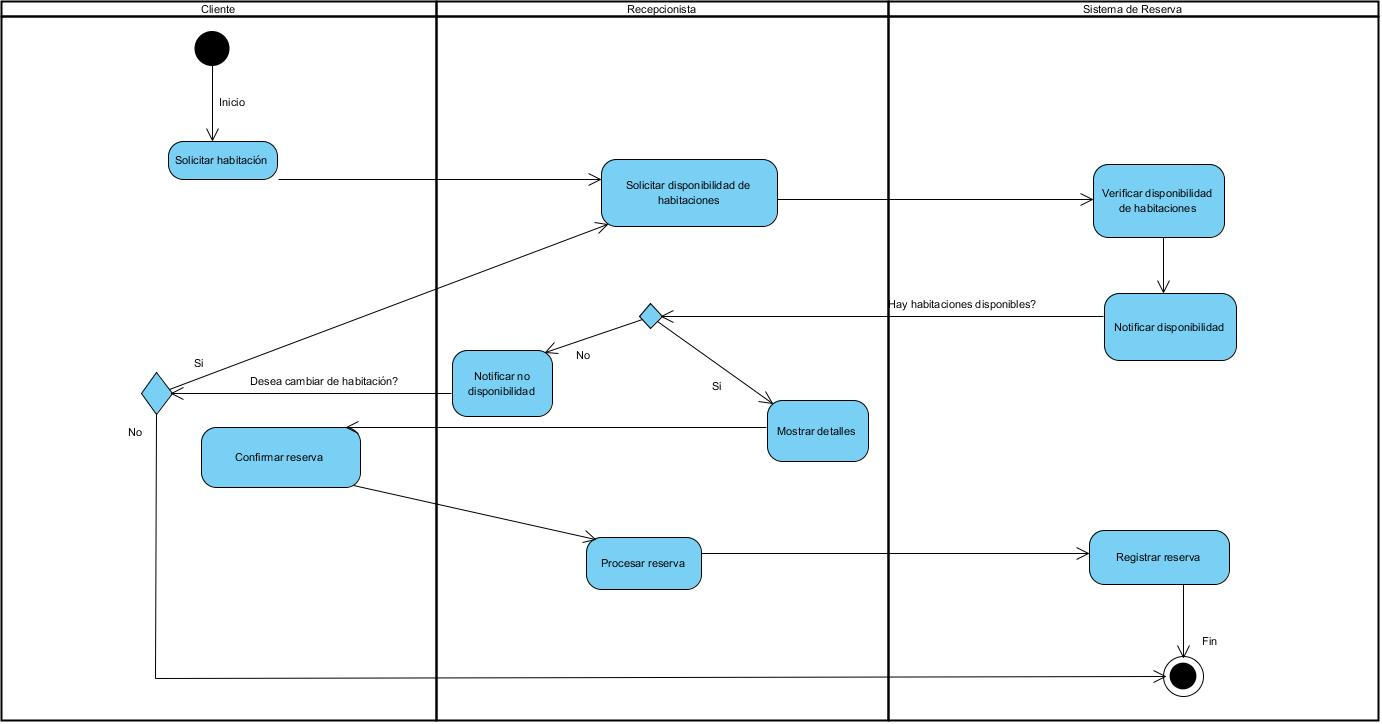 Cliente
Recepcionista
Sistema de Reserva
Inicio
Solicitar habitación
Solicitar disponibilidad de
habitaciones
Verificar disponibilidad
de habitaciones
Hay habitaciones disponibles?
Notificar disponibilidad
No
Si
Si
Desea cambiar de habitación?
Notificar no
disponibilidad
No
Mostrar detalles
Confirmar reserva
Procesar reserva
Registrar reserva
Fin